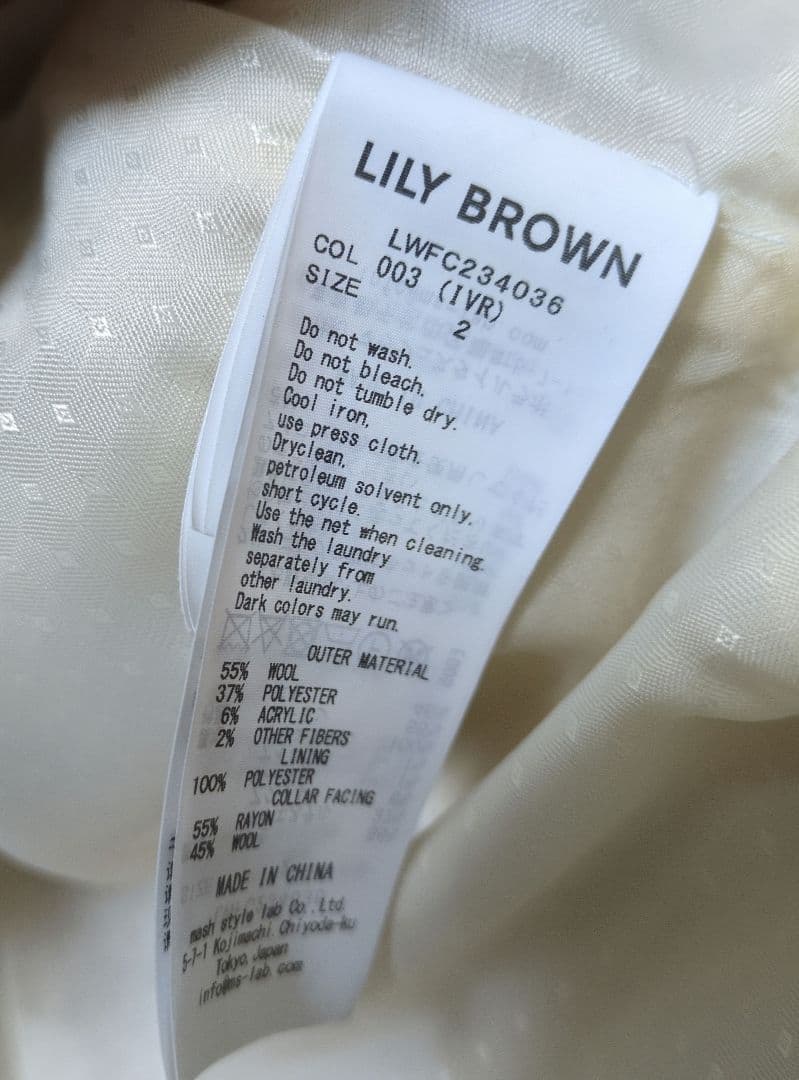 LILY BROWN
LWFC234036
COL 003 (IVR)
SIZE 2
Do not wash.
Do not bleach.
Do not tumble dry.
Cool iron,
use press cloth.
Dryclean,
petroleum solvent only.
short cycle.
Use the net when cleaning.
Wash the laundry
separately from
other laundry.
Dark colors may run.
OUTER MATERIAL
55% WOOL
37% POLYESTER
6% ACRYLIC
2% OTHER FIBERS
LINING
100% POLYESTER
COLLAR FACING
55% RAYON
45% WOOL
MADE IN CHINA
mash style lab Co., Ltd.
5-7-1 Kojimachi, Chiyoda-ku
Tokyo, Japan
info@ms-lab.com